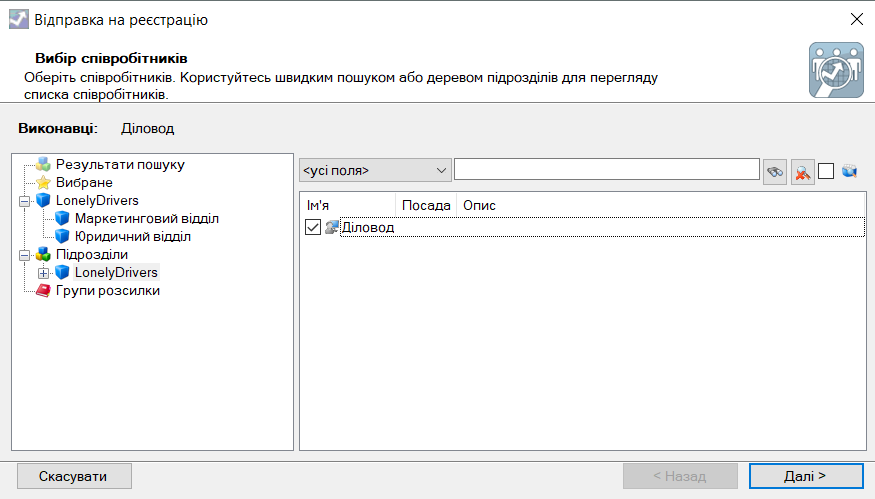 Відправка на реєстрацію
Вибір співробітників
Оберіть співробітників. Користуйтесь швидким пошуком або деревом підрозділів для перегляду
списка співробітників.
Виконавці: Діловод
Результати пошуку
Вибране
LonelyDrivers
Маркетинговий відділ
Юридичний відділ
Підрозділи
LonelyDrivers
Групи розсилки
<усі поля>
Ім'я Посада Опис
Діловод
Скасувати < Назад Далі >